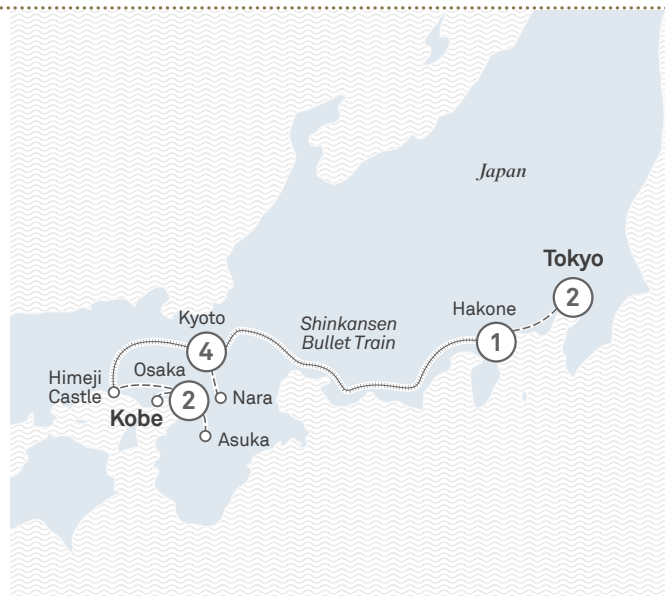 Japan
Tokyo
2
Hakone
1
Shinkansen
Bullet Train
Kyoto
4
Osaka
2
Himeji
Castle
Kobe
Nara
Asuka